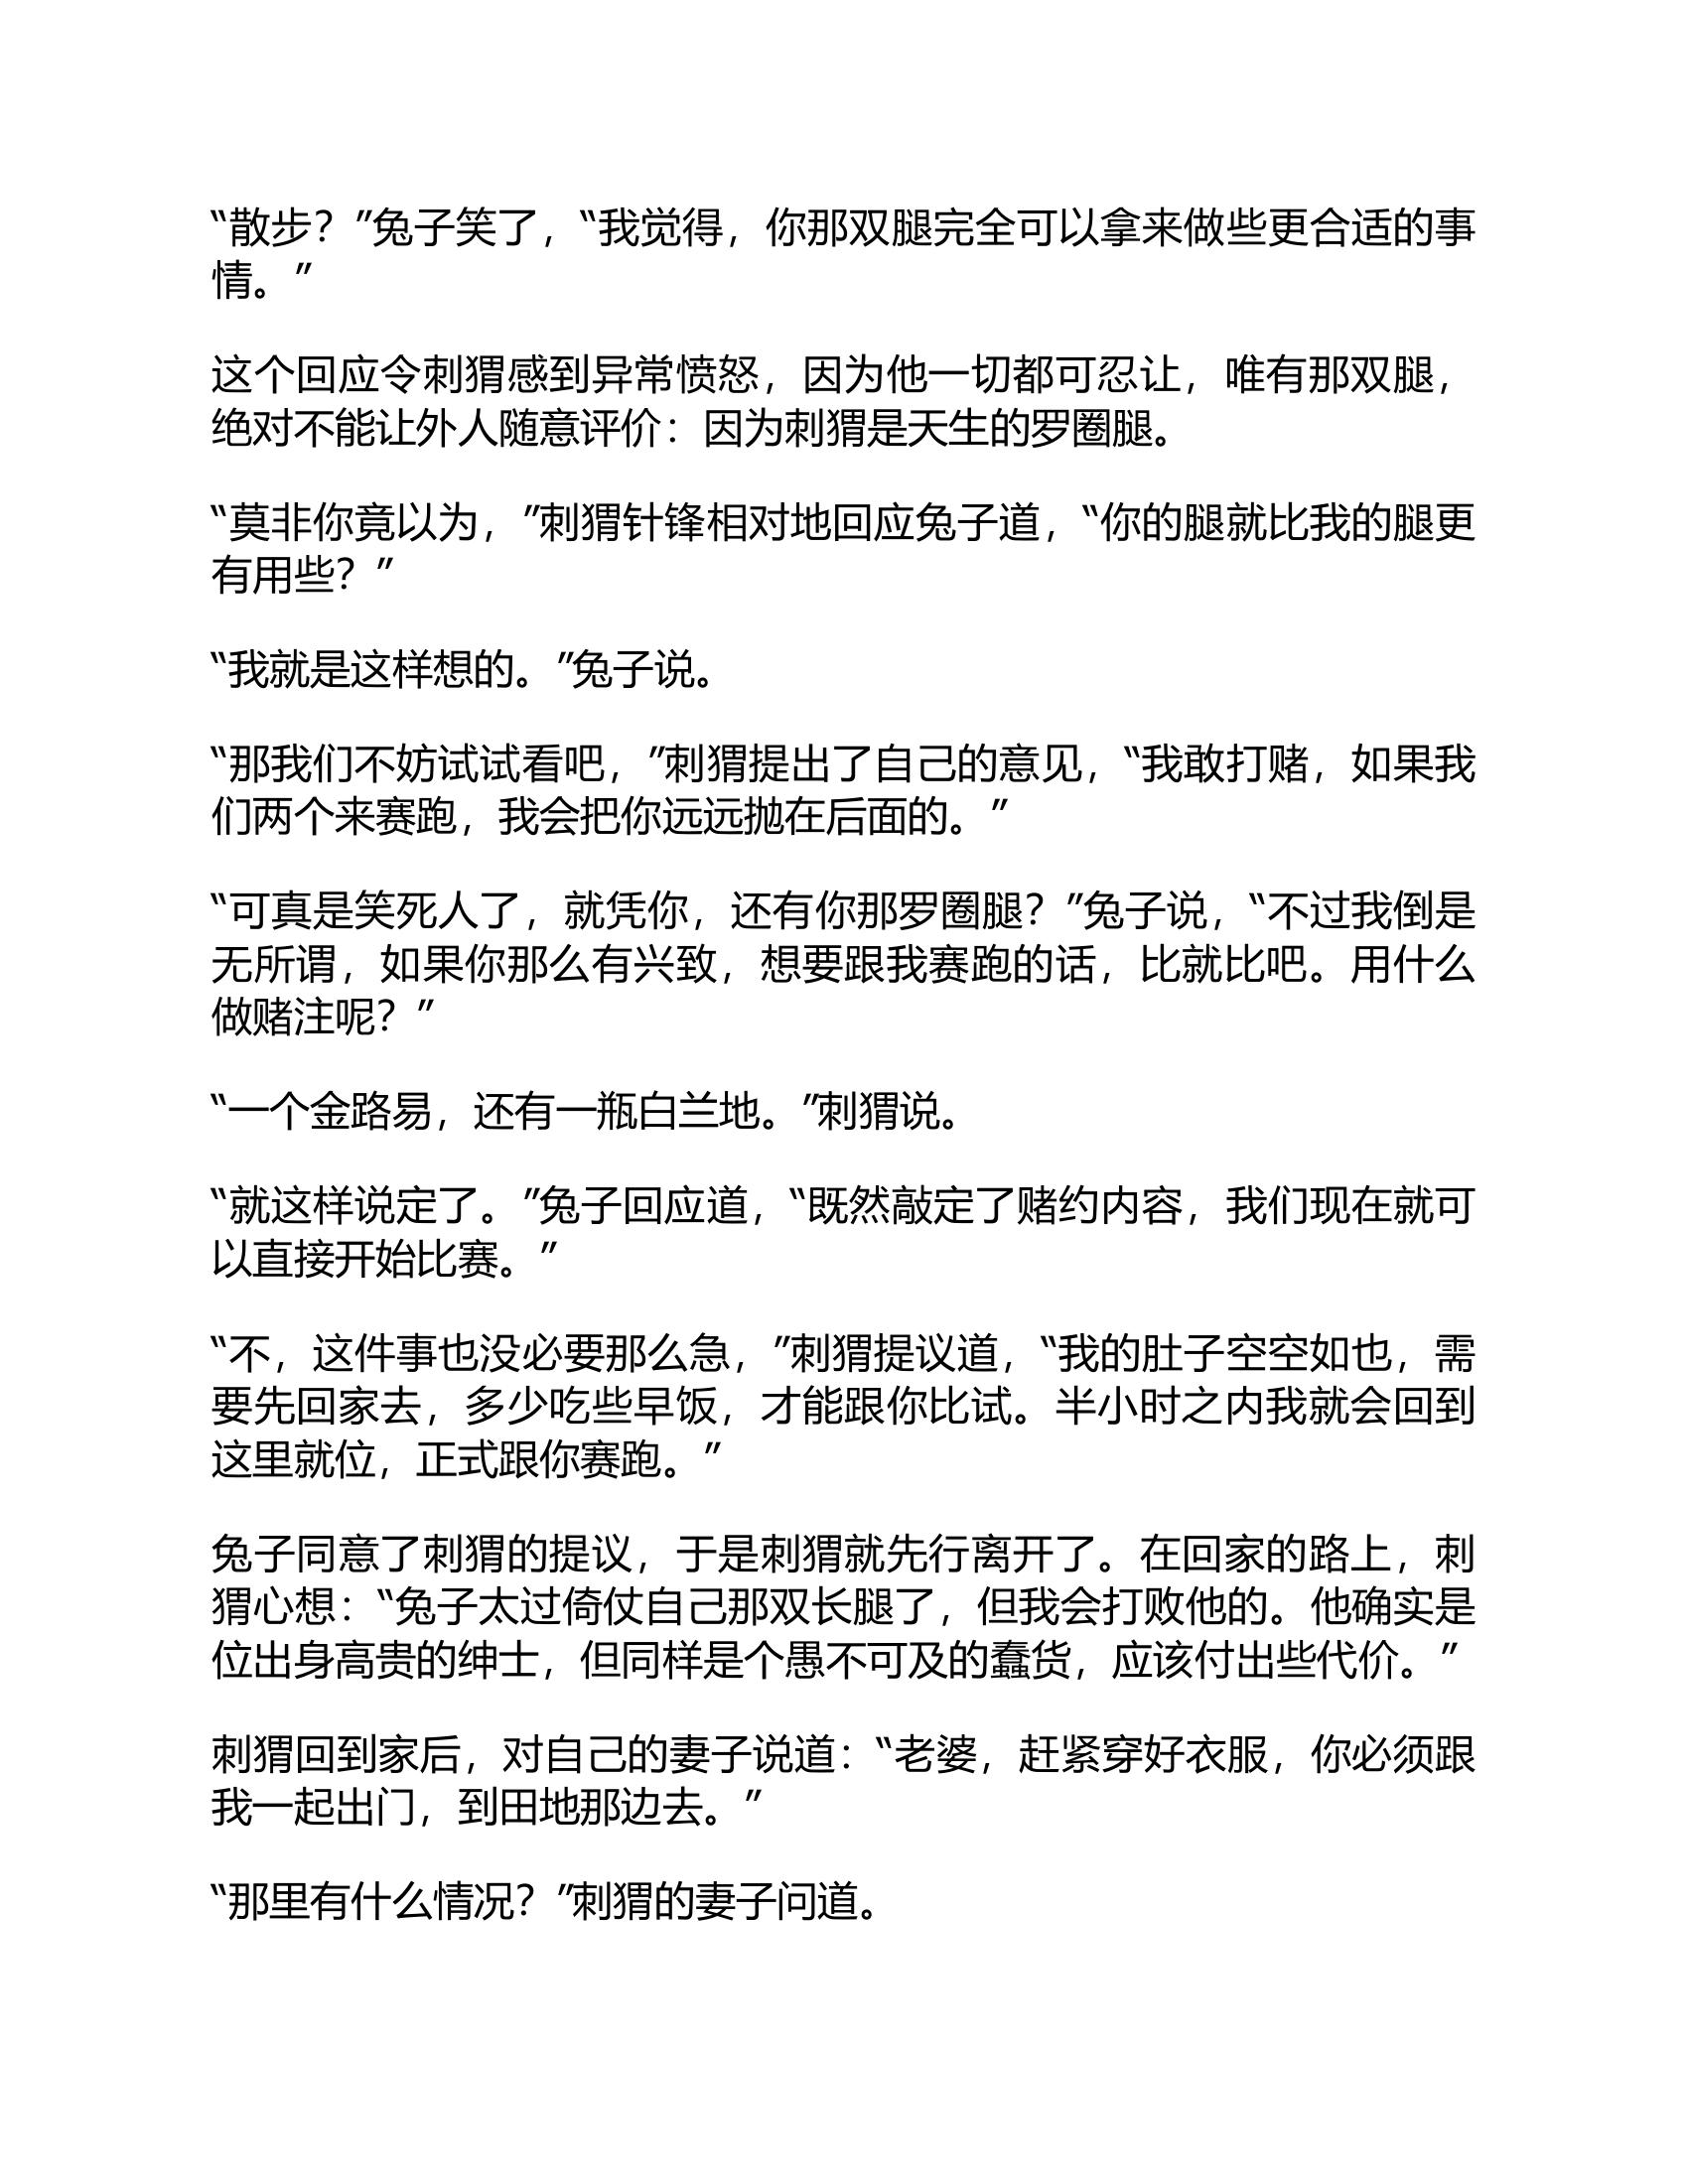 “散步？”兔子笑了，“我觉得，你那双腿完全可以拿来做些更合适的事
情。”
这个回应令刺猬感到异常愤怒，因为他一切都可忍让，唯有那双腿，
绝对不能让外人随意评价：因为刺猬是天生的罗圈腿。
“莫非你竟以为，”刺猬针锋相对地回应兔子道，“你的腿就比我的腿更
有用些？”
“我就是这样想的。”兔子说。
“那我们不妨试试看吧，”刺猬提出了自己的意见，“我敢打赌，如果我
们两个来赛跑，我会把你远远抛在后面的。”
“可真是笑死人了，就凭你，还有你那罗圈腿？”兔子说，“不过我倒是
无所谓，如果你那么有兴致，想要跟我赛跑的话，比就比吧。用什么
做赌注呢？”
“一个金路易，还有一瓶白兰地。”刺猬说。
“就这样说定了。”兔子回应道，“既然敲定了赌约内容，我们现在就可
以直接开始比赛。”
“不，这件事也没必要那么急，”刺猬提议道，“我的肚子空空如也，需
要先回家去，多少吃些早饭，才能跟你比试。半小时之内我就会回到
这里就位，正式跟你赛跑。”
兔子同意了刺猬的提议，于是刺猬就先行离开了。在回家的路上，刺
猬心想：“兔子太过倚仗自己那双长腿了，但我会打败他的。他确实是
位出身高贵的绅士，但同样是个愚不可及的蠢货，应该付出些代价。”
刺猬回到家后，对自己的妻子说道：“老婆，赶紧穿好衣服，你必须跟
我一起出门，到田地那边去。”
“那里有什么情况？”刺猬的妻子问道。